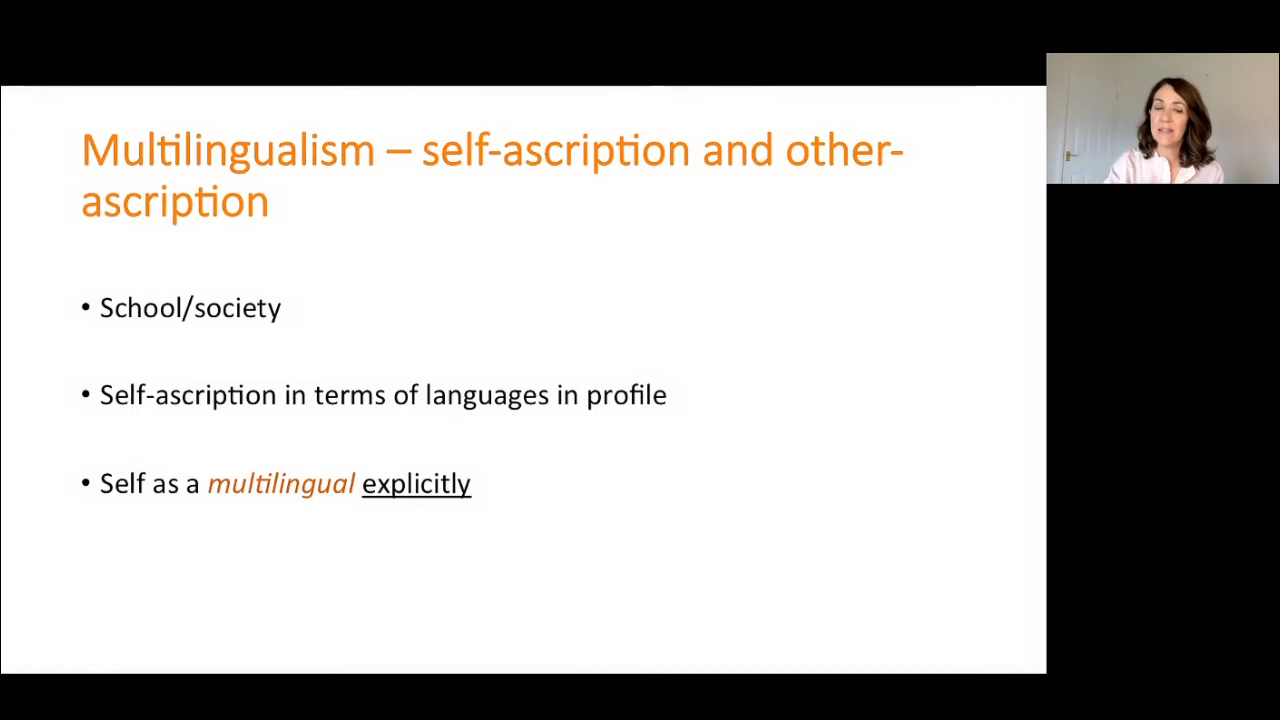 Multilingualism – self-ascription and other-
ascription
• School/society
• Self-ascription in terms of languages in profile
• Self as a multilingual explicitly